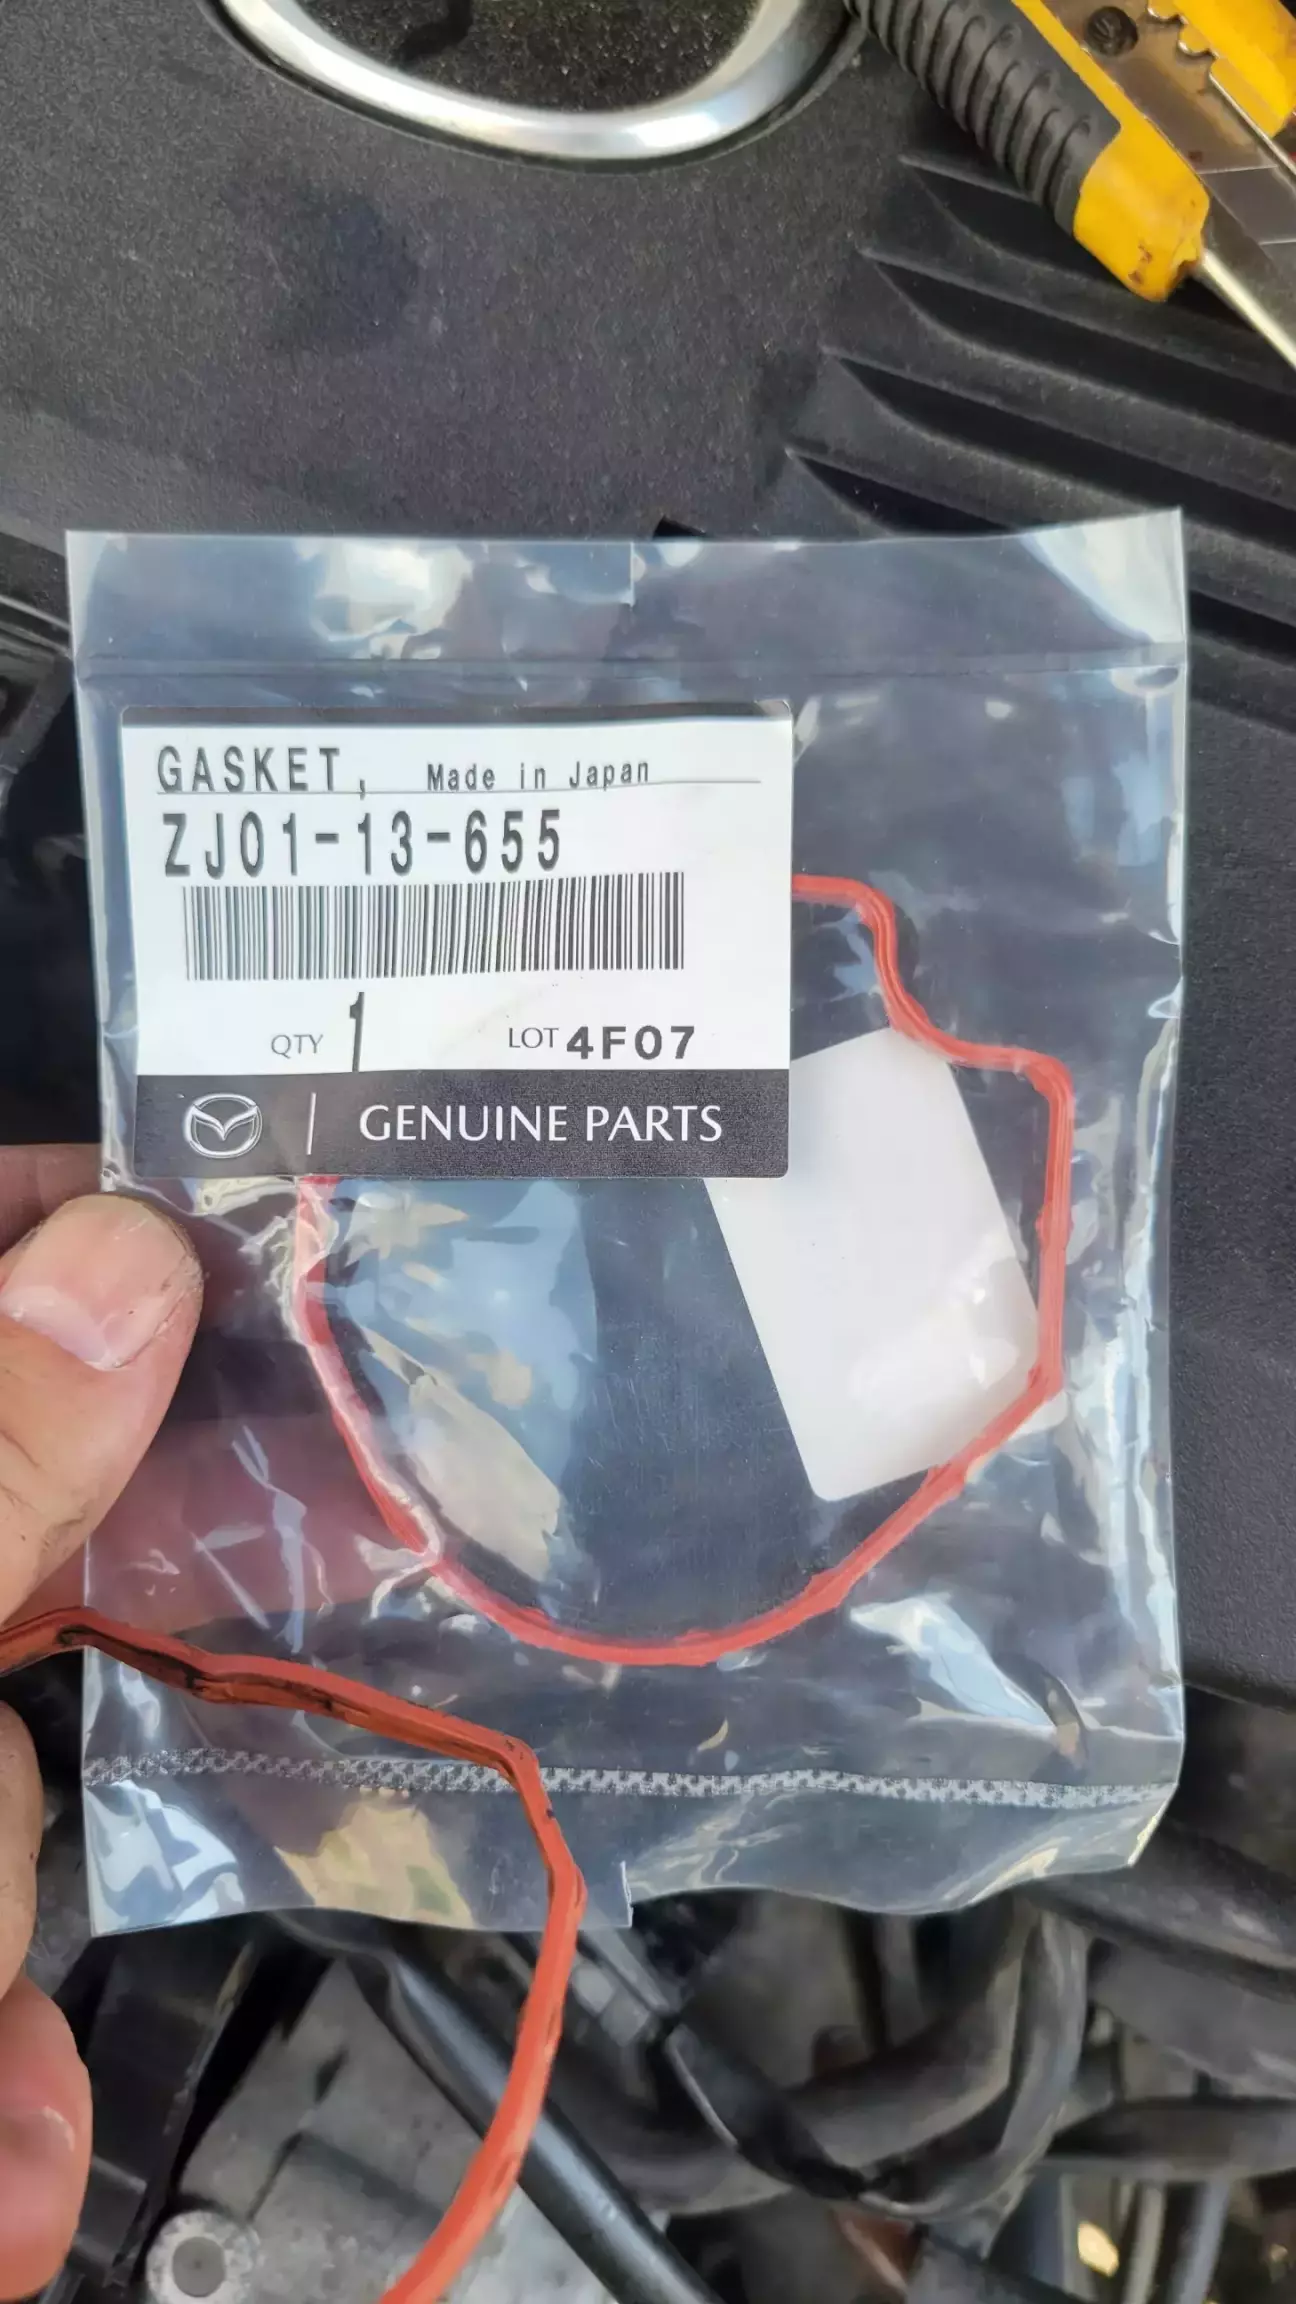 GASKET, Made in Japan
ZJ01-13-655
QTY 1 LOT 4F07
GENUINE PARTS